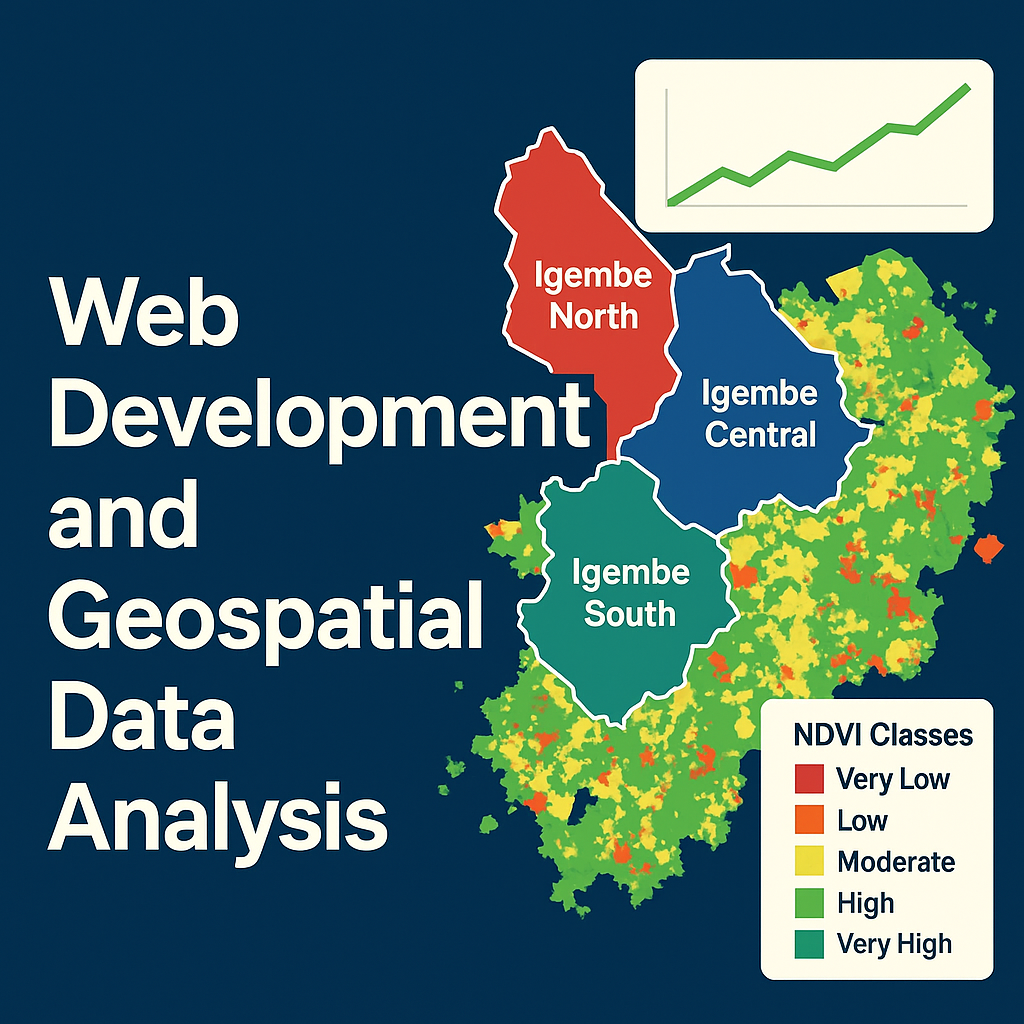 Web
Development
and
Geospatial
Data
Analysis
Igembe
North
Igembe
Central
Igembe
South
NDVI Classes
Very Low
Low
Moderate
High
Very High